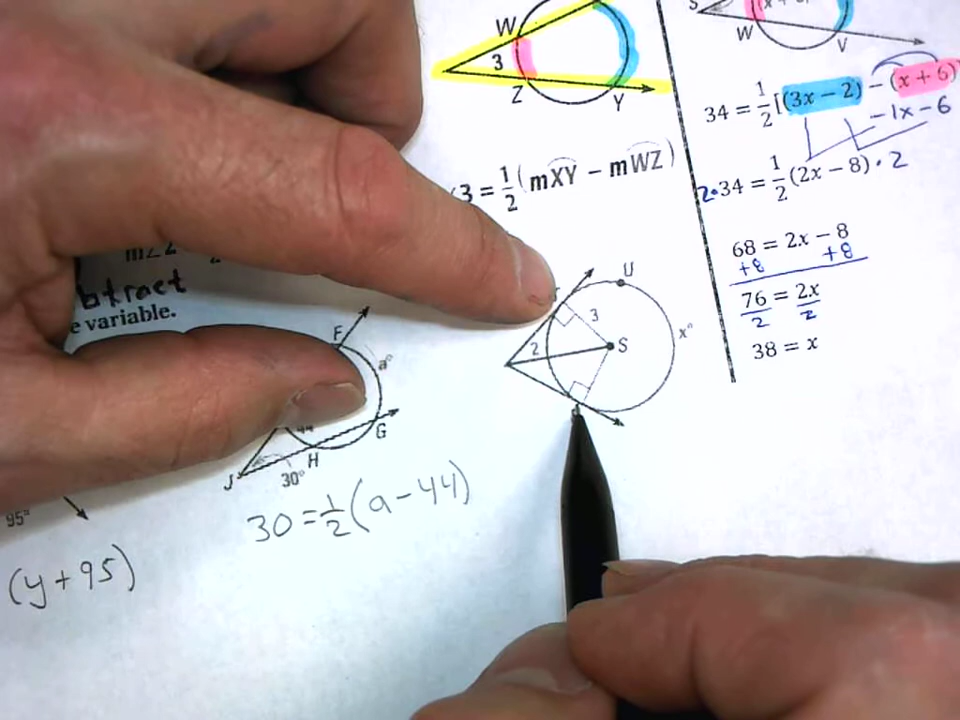 W
3
Z
Y
W
V
34 = 1/2[(3x − 2) − (x + 6)
−1x − 6
2•34 = 1/2(2x − 8) • 2
68 = 2x − 8
+8 +8
76 = 2x
2 2
38 = x
3 = 1/2(mXY − mWZ)
btract
e variable.
F
a°
G
H
J
30°
30 = 1/2(a − 44)
95°
(y + 95)
U
3
2
S
x°